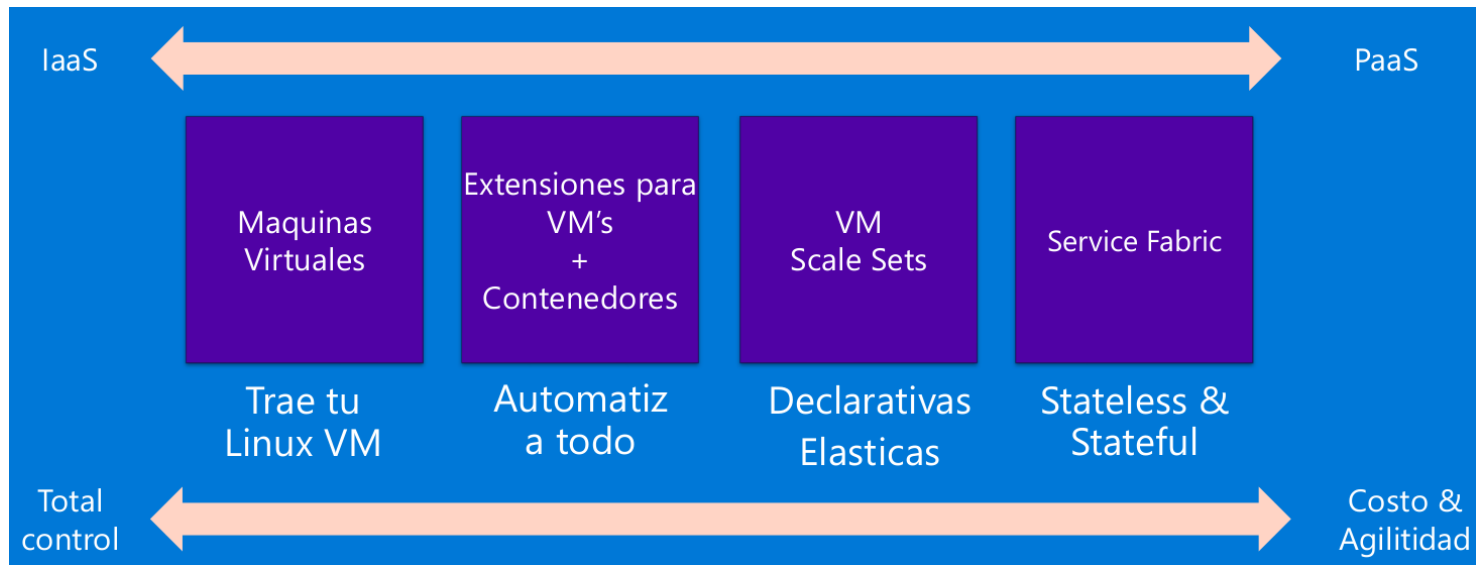 IaaS
PaaS
Maquinas
Virtuales
Extensiones para
VM's
+
Contenedores
VM
Scale Sets
Service Fabric
Trae tu
Linux VM
Automatiz
a todo
Declarativas
Elasticas
Stateless &
Stateful
Total
control
Costo &
Agilitidad